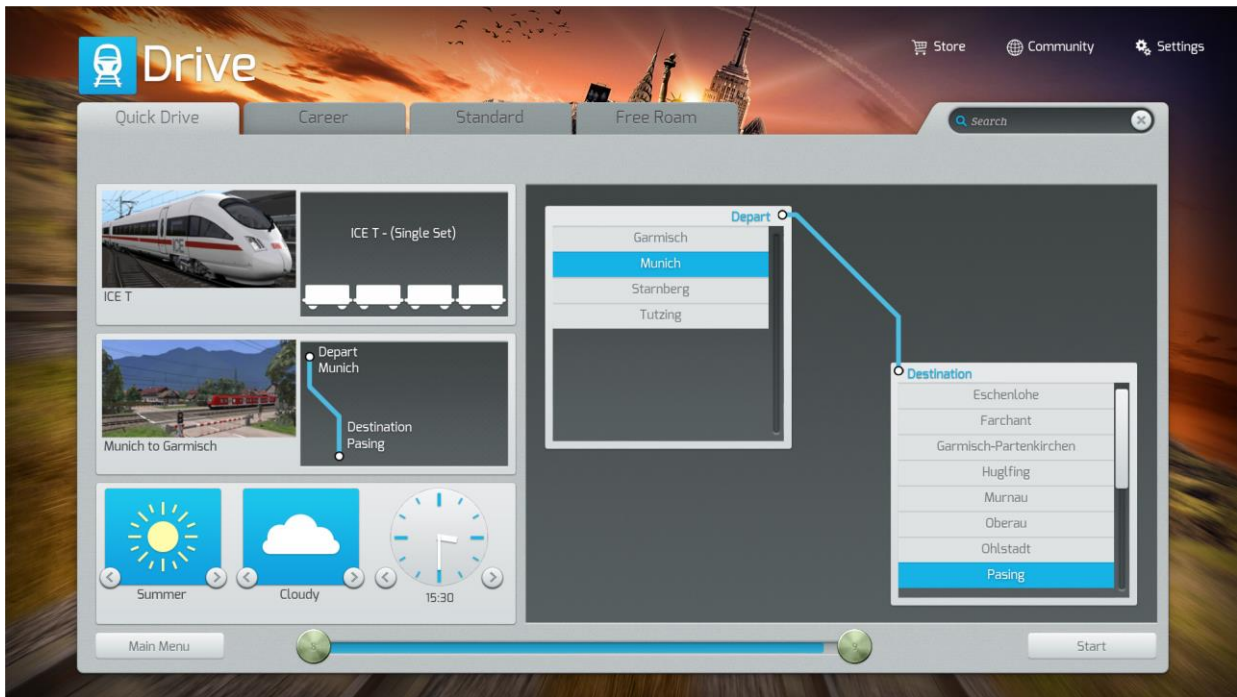 Drive
Store
Community
Settings
Quick Drive
Career
Standard
Free Roam
Search
ICE T - (Single Set)
ICE
ICE T
Depart
Munich
Destination
Pasing
Munich to Garmisch
Summer
Cloudy
15:30
Depart
Garmisch
Munich
Starnberg
Tutzing
Destination
Eschenlohe
Farchant
Garmisch-Partenkirchen
Huglfing
Murnau
Oberau
Ohlstadt
Pasing
Main Menu
Start